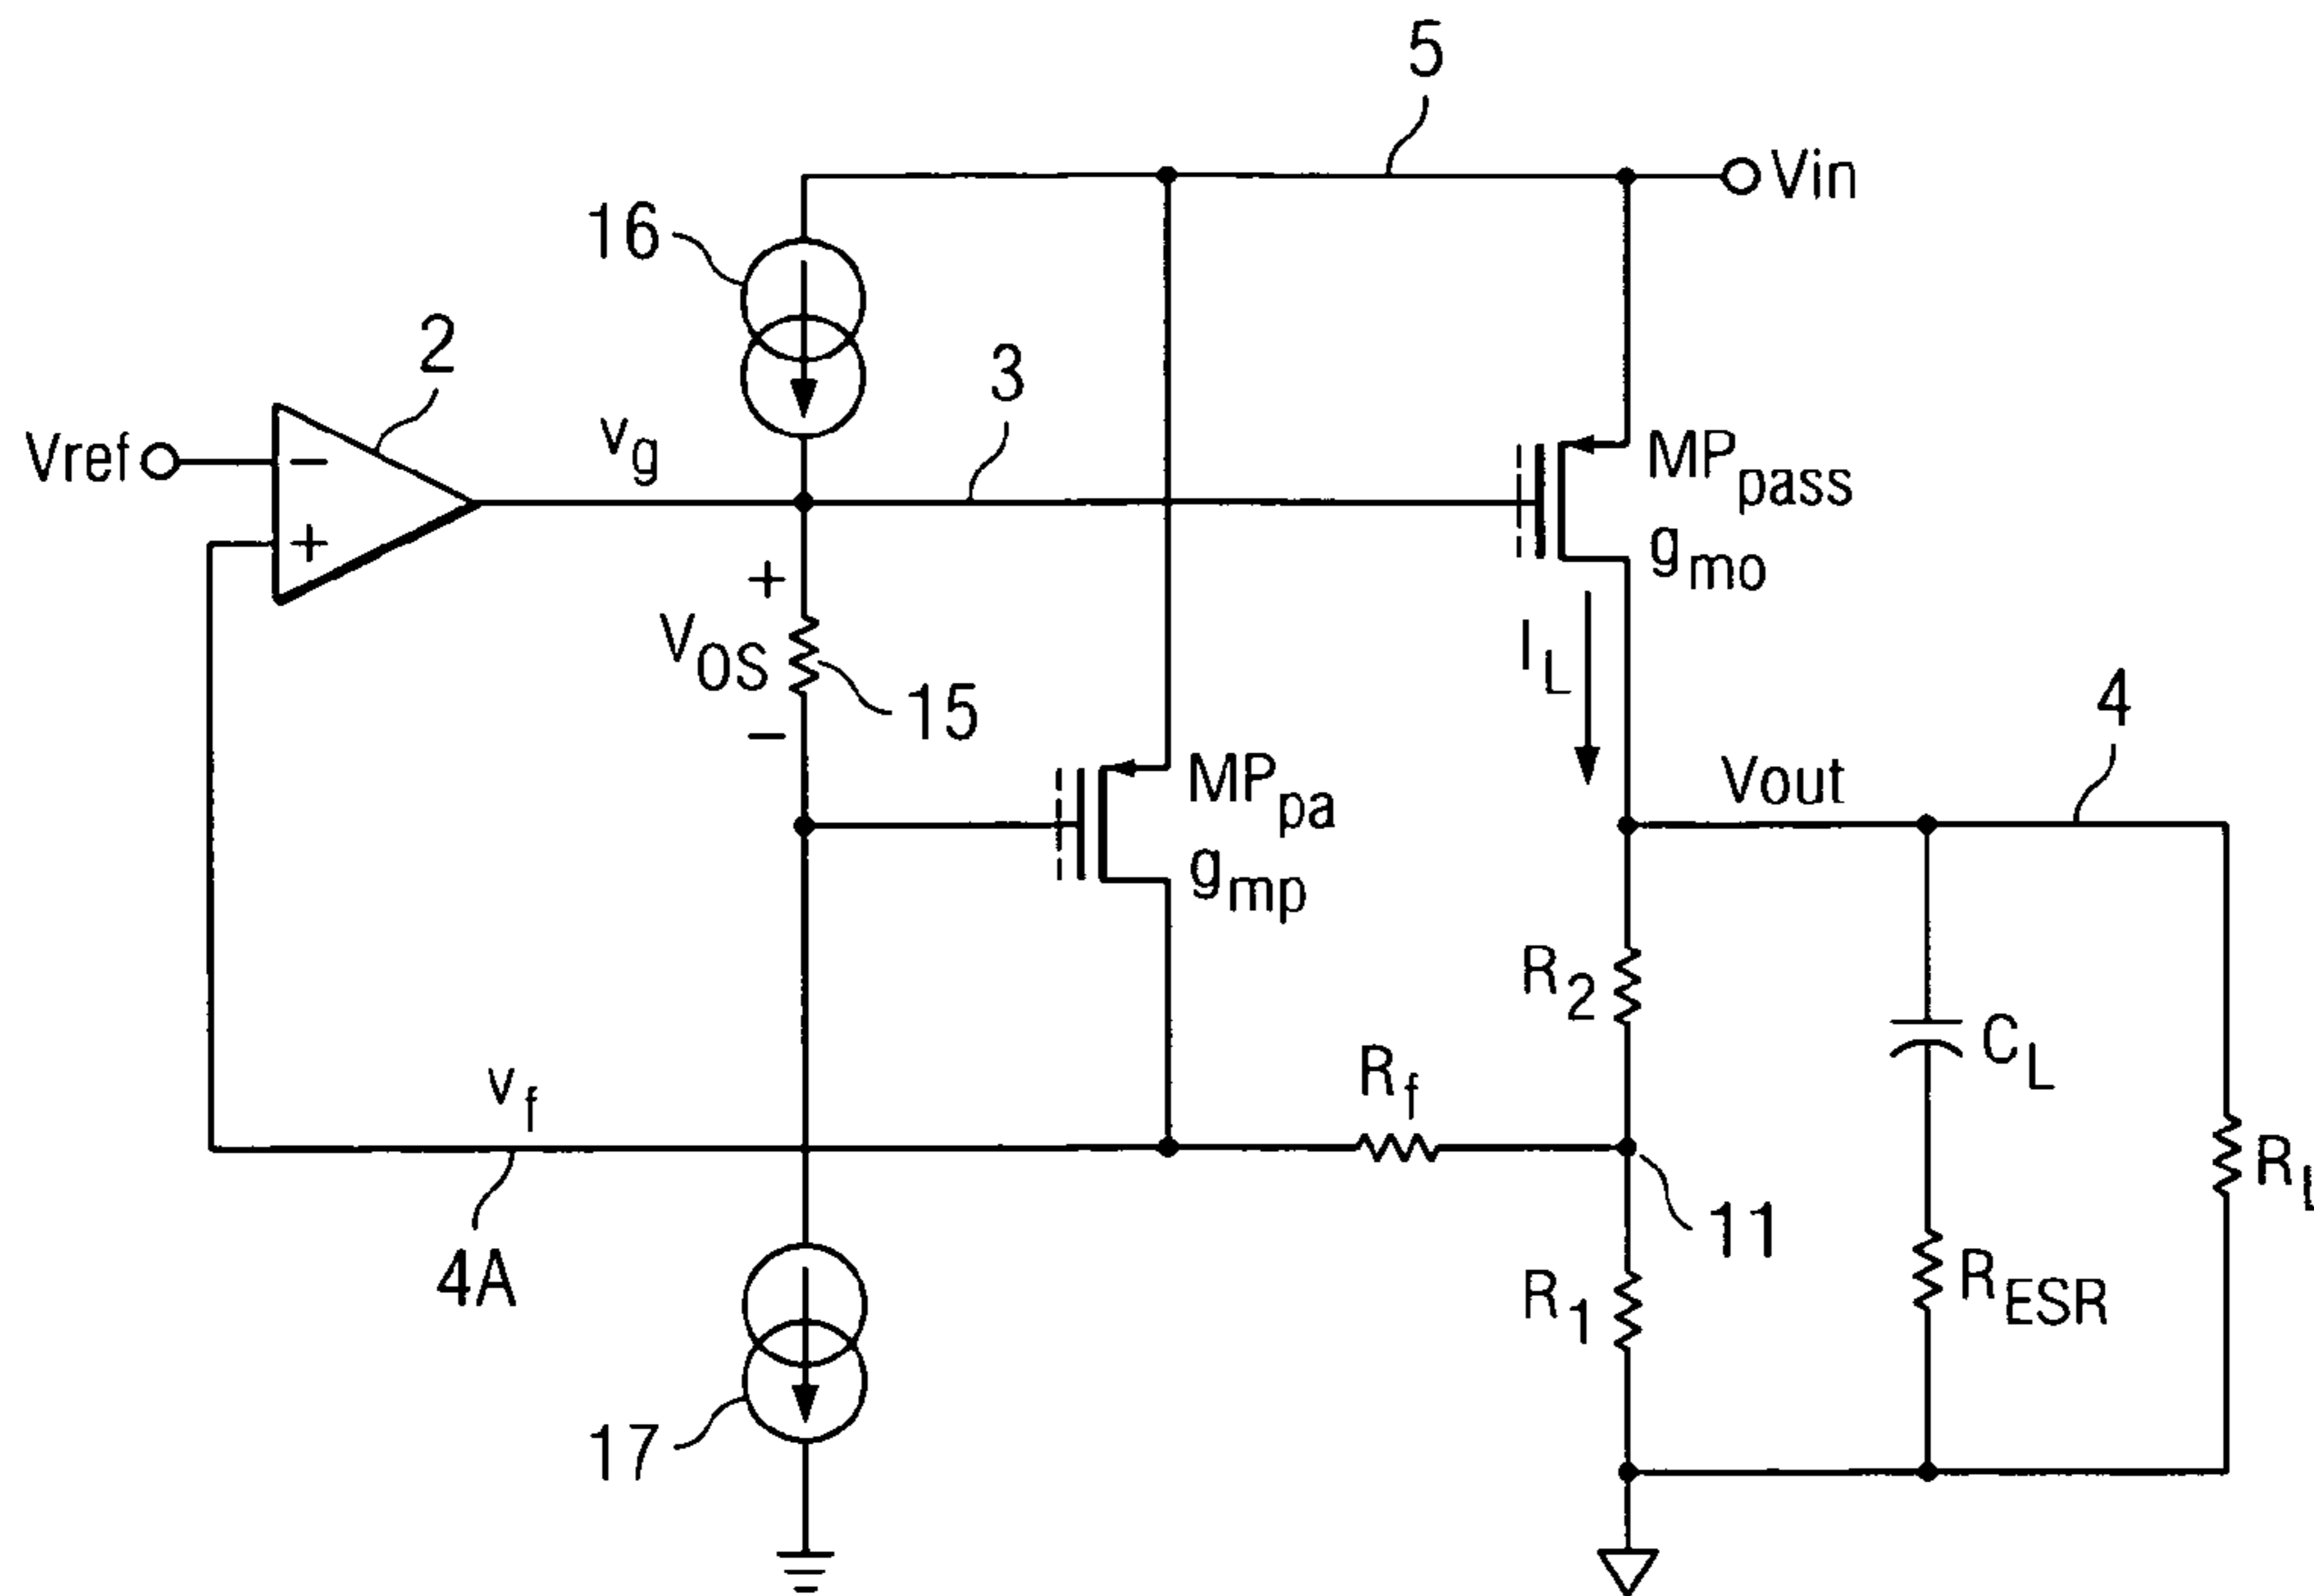 5
Vin
16
2
3
vg
Vref
−
+
MPpass
gmo
+
VOS
−
15
IL
4
Vout
MPpa
gmp
R2
CL
Rf
vf
RL
11
4A
R1
RESR
17